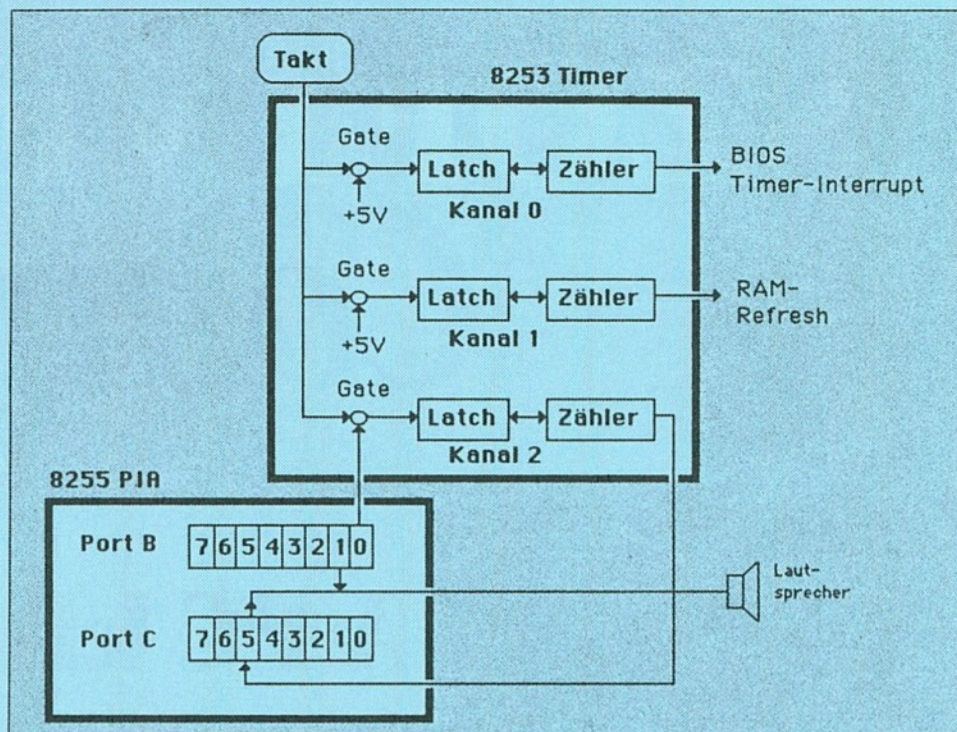 Takt
8253 Timer
Gate
+5V
Latch
Zähler
Kanal 0
BIOS
Timer-Interrupt
Gate
+5V
Latch
Zähler
Kanal 1
RAM-
Refresh
Gate
Latch
Zähler
Kanal 2
8255 PIA
Port B
7 6 5 4 3 2 1 0
Port C
7 6 5 4 3 2 1 0
Laut-
sprecher